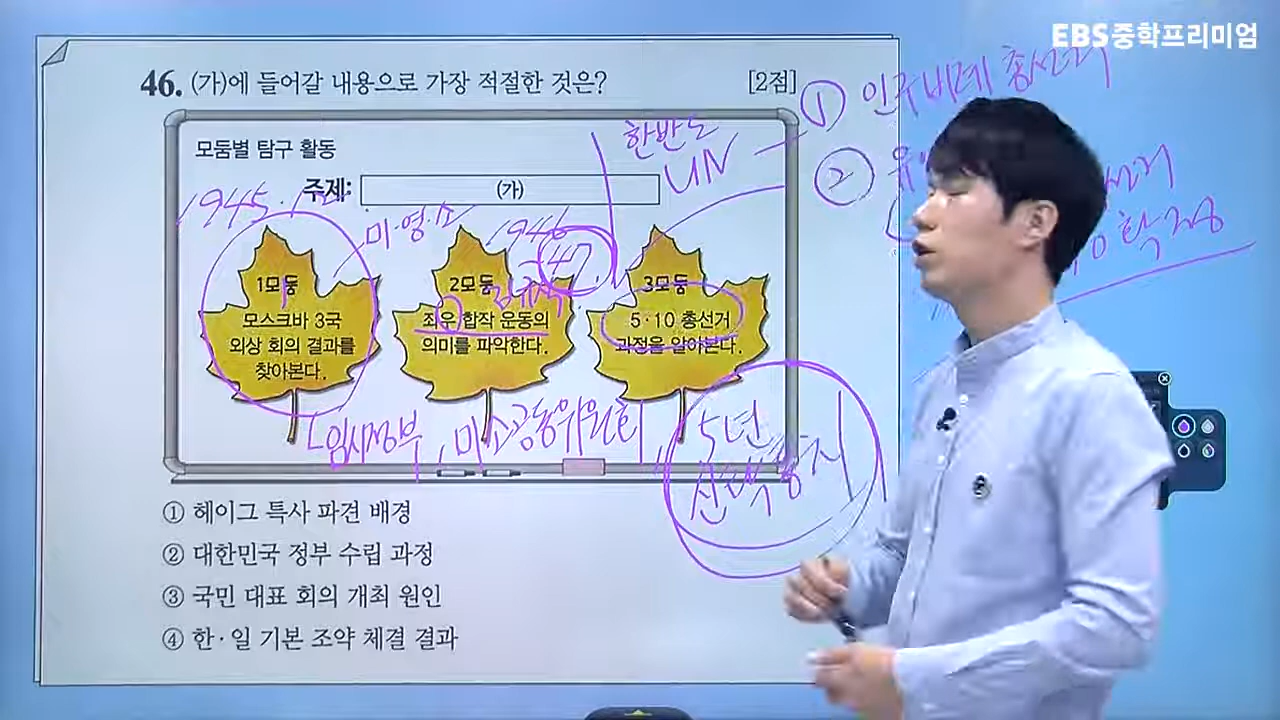 EBS중학프리미엄
46. (가)에 들어갈 내용으로 가장 적절한 것은? [2점]
모둠별 탐구 활동
주제: (가)
1945.12
미·영·소
1946
47.
한반도
UN
① 인구비례 총선거
②
선거
1모둠
모스크바 3국
외상 회의 결과를
찾아본다.
2모둠
좌우 합작 운동의
의미를 파악한다.
3모둠
5·10 총선거
과정을 알아본다.
임시정부, 미소공동위원회
5년
신탁통치
① 헤이그 특사 파견 배경
② 대한민국 정부 수립 과정
③ 국민 대표 회의 개최 원인
④ 한·일 기본 조약 체결 결과